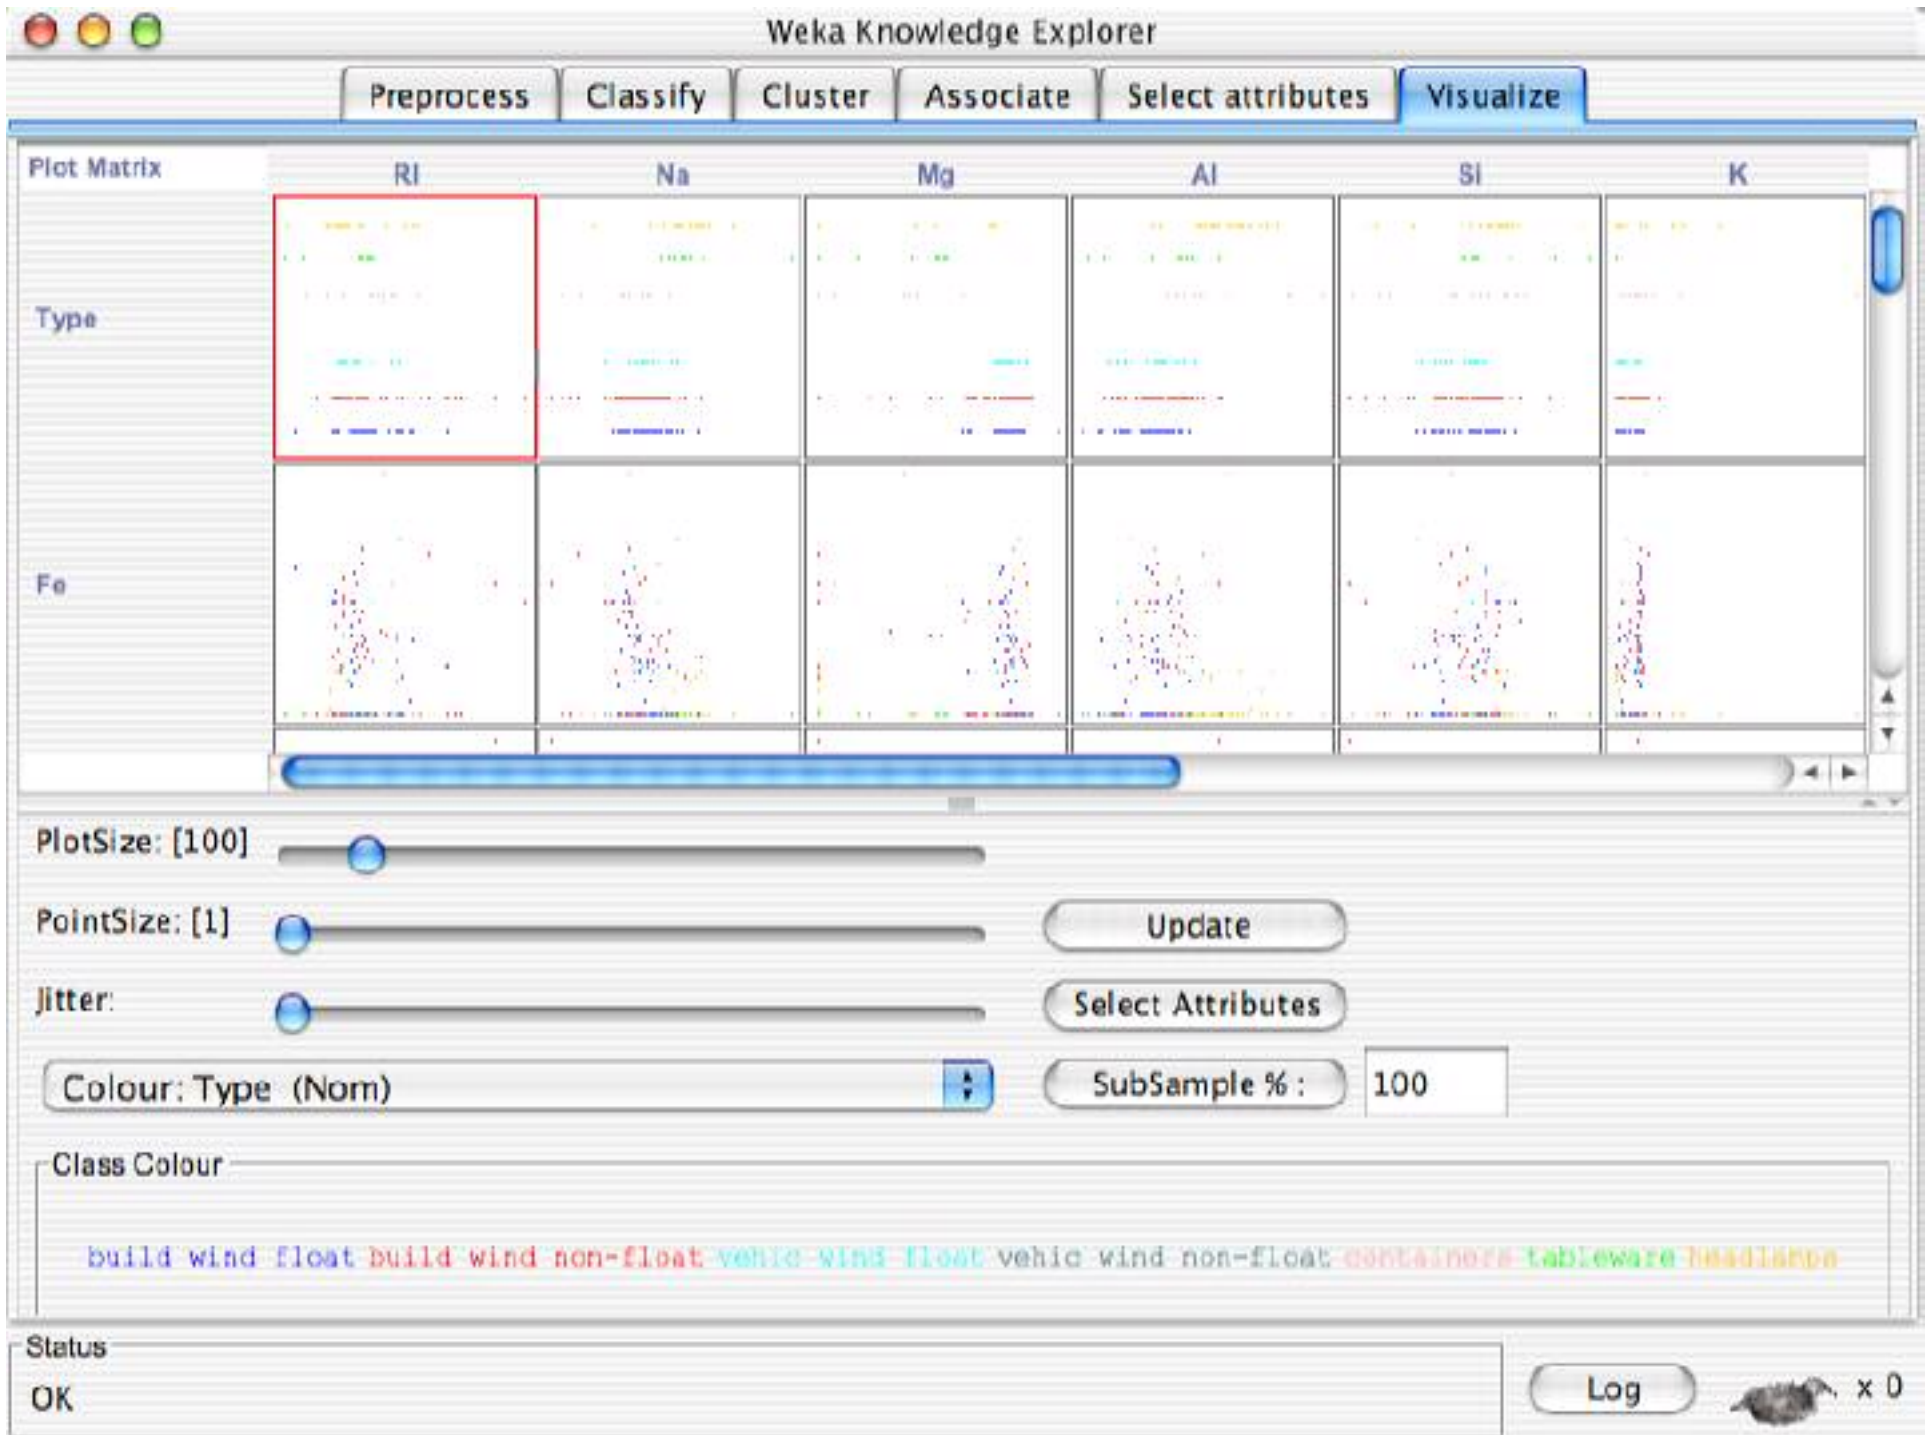 Weka Knowledge Explorer
Preprocess Classify Cluster Associate Select attributes Visualize
Plot Matrix RI Na Mg Al Si K
Type
Fe
PlotSize: [100]
PointSize: [1] Update
Jitter: Select Attributes
Colour: Type (Nom) SubSample % : 100
Class Colour
build wind float build wind non-float vehic wind float vehic wind non-float containers tableware headlamps
Status
OK Log x 0